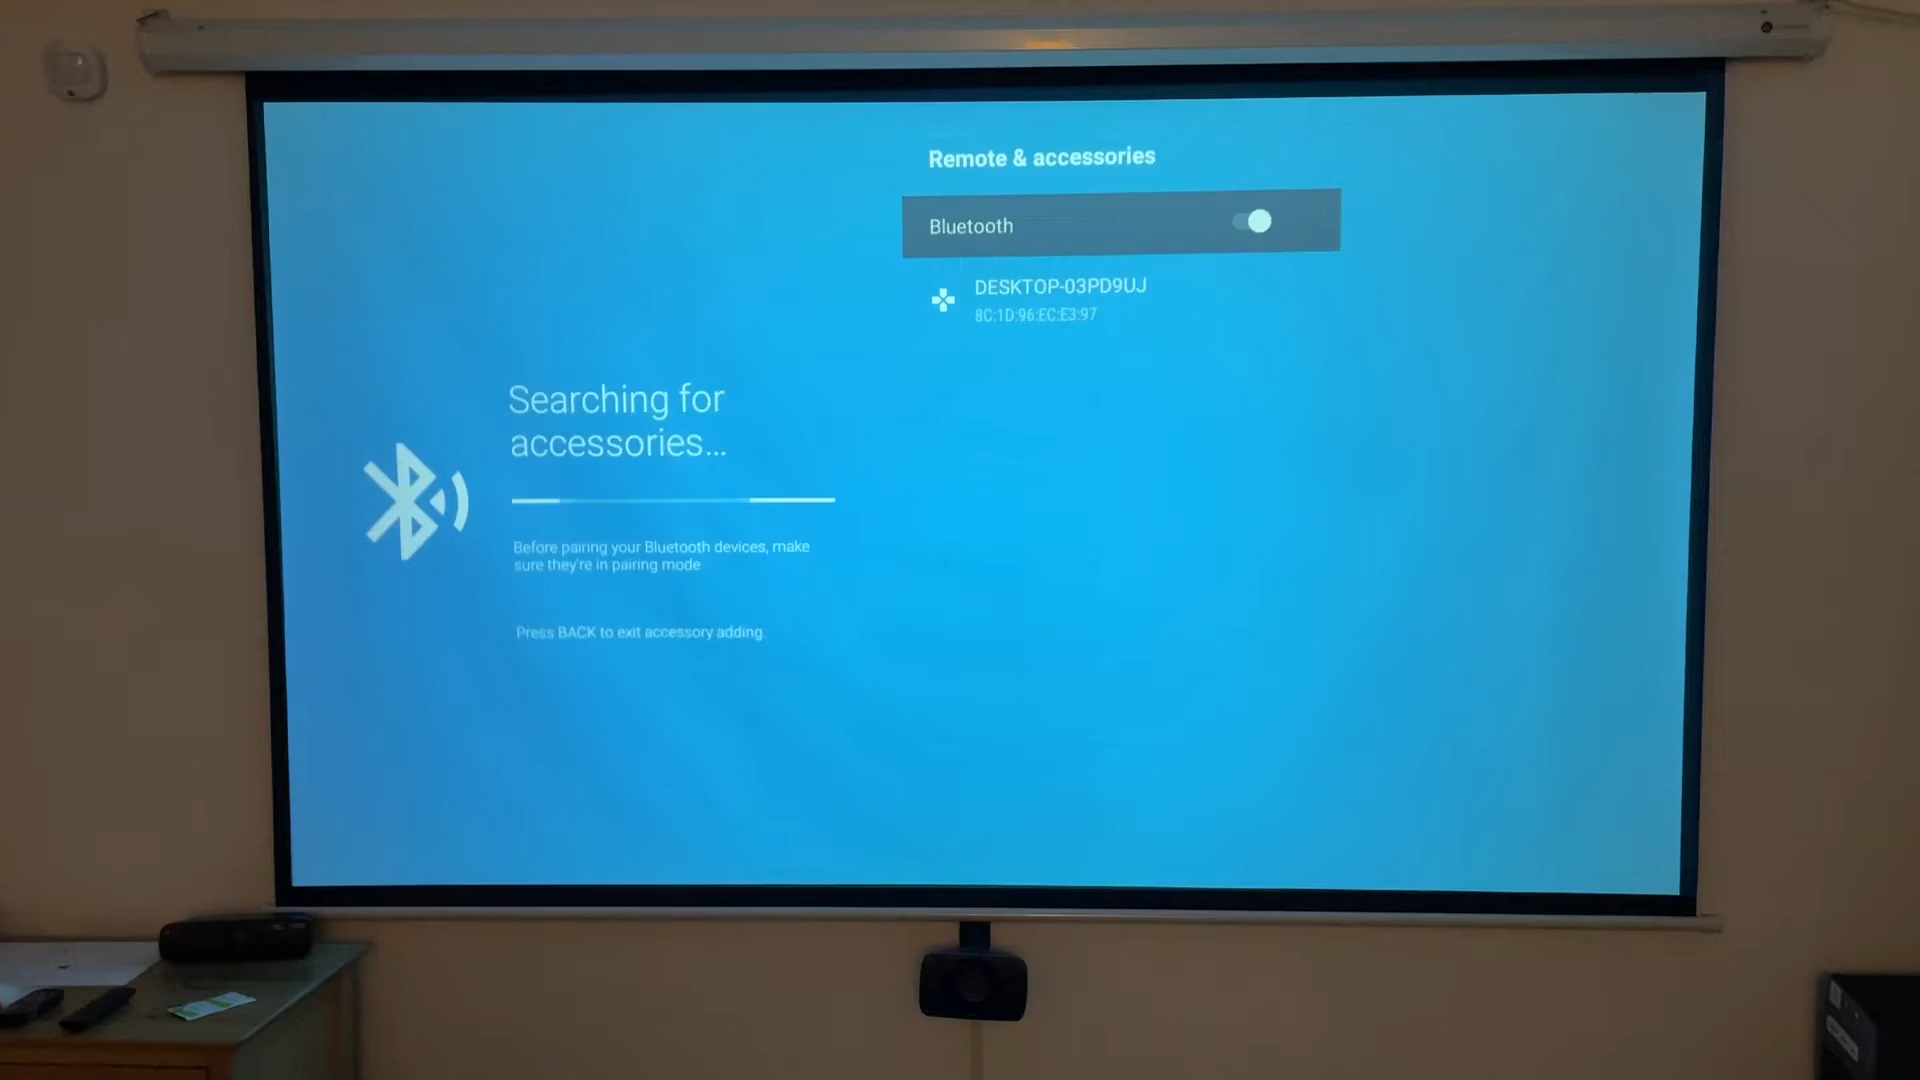 Remote & accessories
Bluetooth
DESKTOP-03PD9UJ
8C:1D:96:EC:E3:97
Searching for
accessories...
Before pairing your Bluetooth devices, make
sure they're in pairing mode
Press BACK to exit accessory adding.